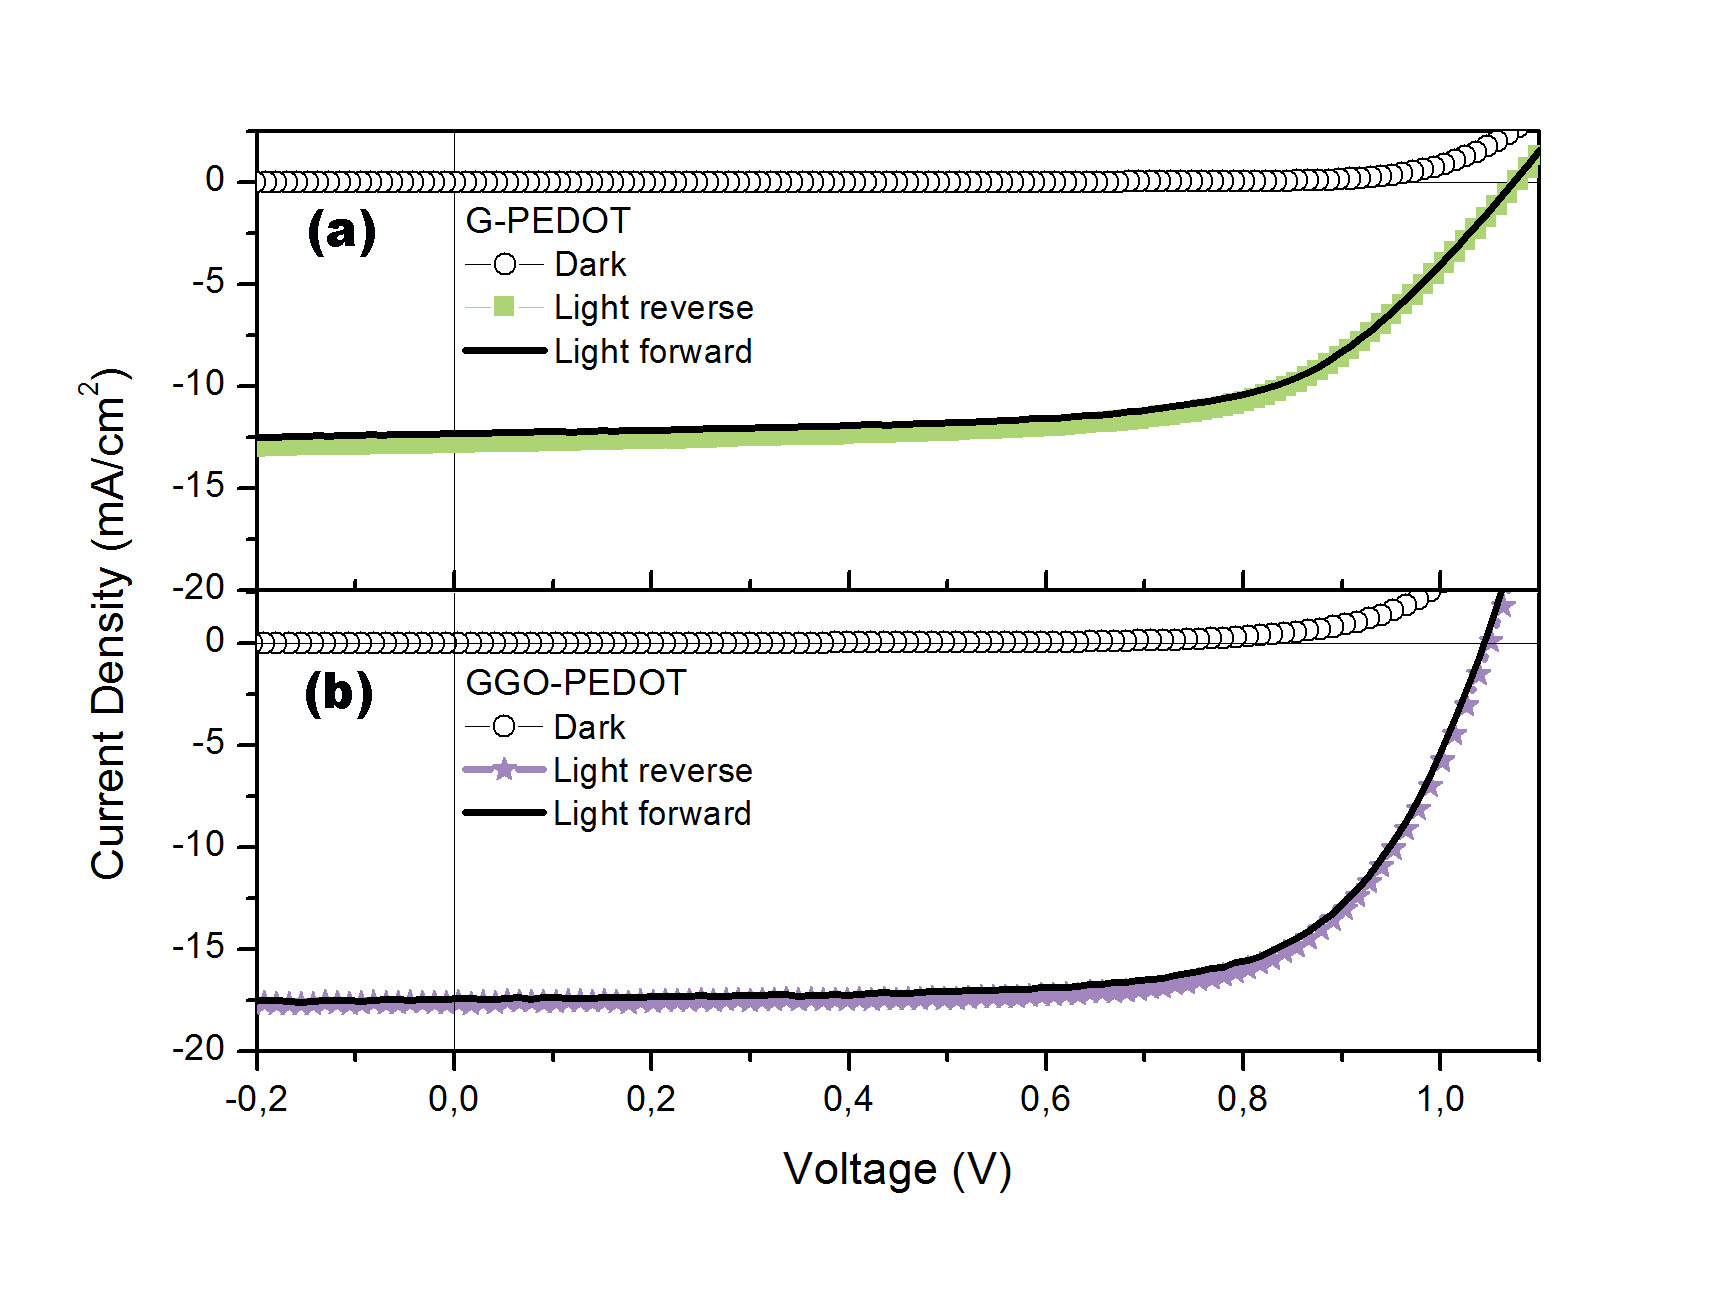 Current Density (mA/cm²)
0
-5
-10
-15
-20
(a)
G-PEDOT
Dark
Light reverse
Light forward
0
-5
-10
-15
-20
(b)
GGO-PEDOT
Dark
Light reverse
Light forward
-0,2 0,0 0,2 0,4 0,6 0,8 1,0
Voltage (V)